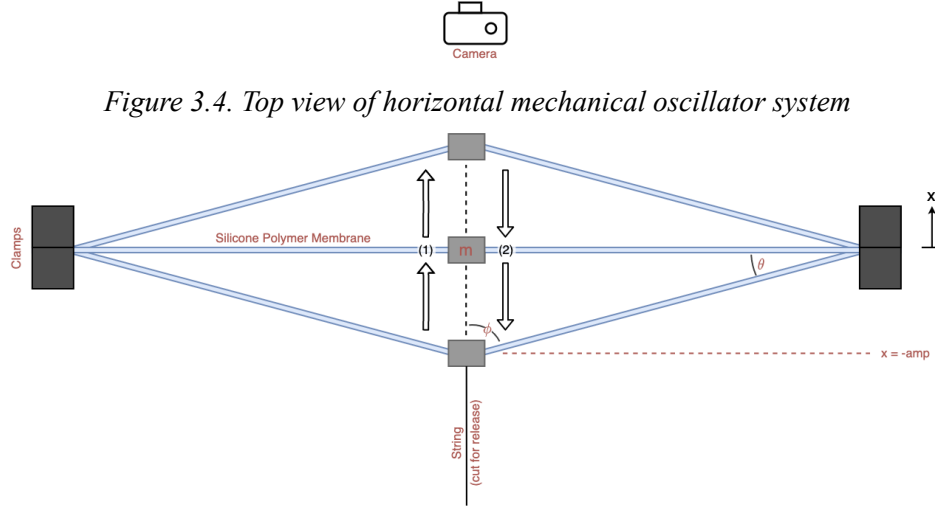 Camera
Figure 3.4. Top view of horizontal mechanical oscillator system
X
Clamps
Silicone Polymer Membrane
(1)
m
(2)
θ
ϕ
x = -amp
String
(cut for release)